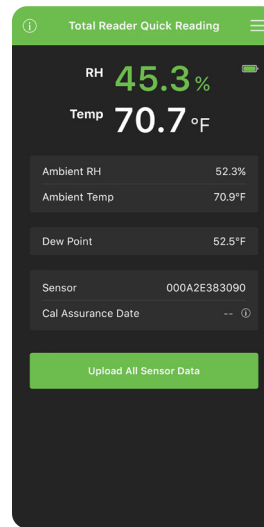 Total Reader Quick Reading
RH 45.3%
Temp 70.7°F
Ambient RH 52.3%
Ambient Temp 70.9°F
Dew Point 52.5°F
Sensor 000A2E383090
Cal Assurance Date --
Upload All Sensor Data